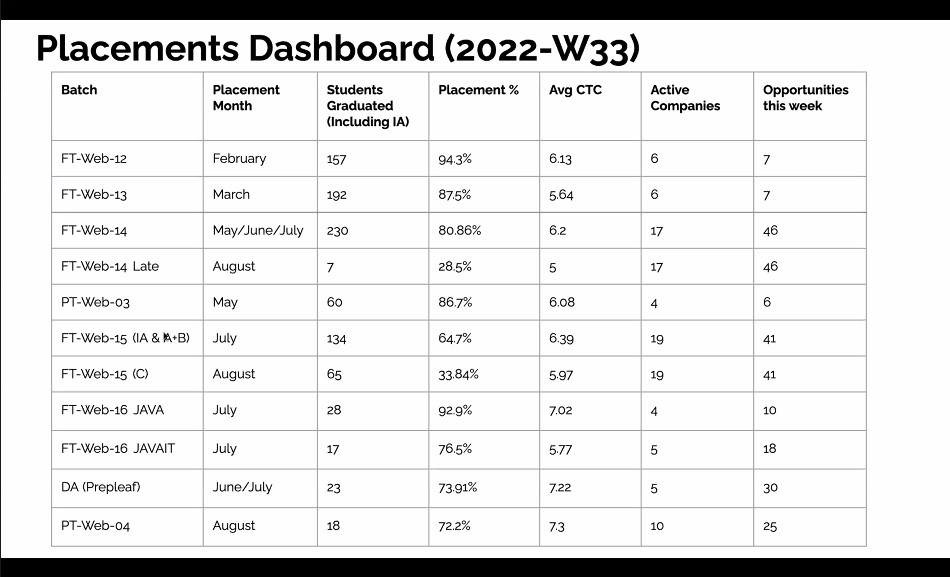 Placements Dashboard (2022-W33)
Batch Placement Month Students Graduated (Including IA) Placement % Avg CTC Active Companies Opportunities this week
FT-Web-12 February 157 94.3% 6.13 6 7
FT-Web-13 March 192 87.5% 5.64 6 7
FT-Web-14 May/June/July 230 80.86% 6.2 17 46
FT-Web-14 Late August 7 28.5% 5 17 46
PT-Web-03 May 60 86.7% 6.08 4 6
FT-Web-15 (IA & A+B) July 134 64.7% 6.39 19 41
FT-Web-15 (C) August 65 33.84% 5.97 19 41
FT-Web-16 JAVA July 28 92.9% 7.02 4 10
FT-Web-16 JAVAIT July 17 76.5% 5.77 5 18
DA (Prepleaf) June/July 23 73.91% 7.22 5 30
PT-Web-04 August 18 72.2% 7.3 10 25